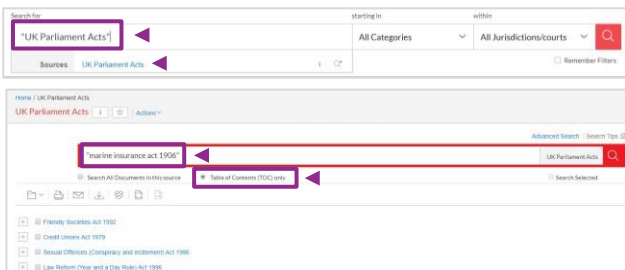 Search for starting in within
"UK Parliament Acts" All Categories All Jurisdictions/courts
Sources UK Parliament Acts Remember Filters
Home / UK Parliament Acts
UK Parliament Acts Actions
Advanced Search | Search Tips
"marine insurance act 1906" UK Parliament Acts
Search All Documents in this source Table of Contents (TOC) only Search Selected
Friendly Societies Act 1992
Credit Unions Act 1979
Sexual Offences (Conspiracy and Incitement) Act 1996
Law Reform (Year and a Day Rule) Act 1996